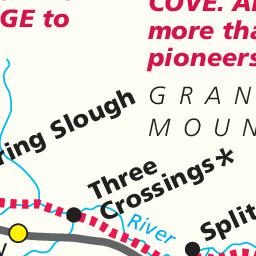 GE to
COVE. A
more tha
pioneers
GRAN
MOUN
ring Slough
Three
Crossings*
River
Split